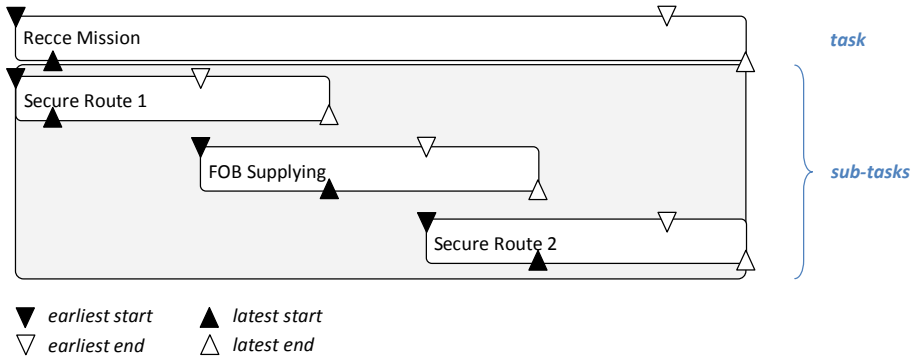 Recce Mission
task
Secure Route 1
FOB Supplying
sub-tasks
Secure Route 2
earliest start
latest start
earliest end
latest end